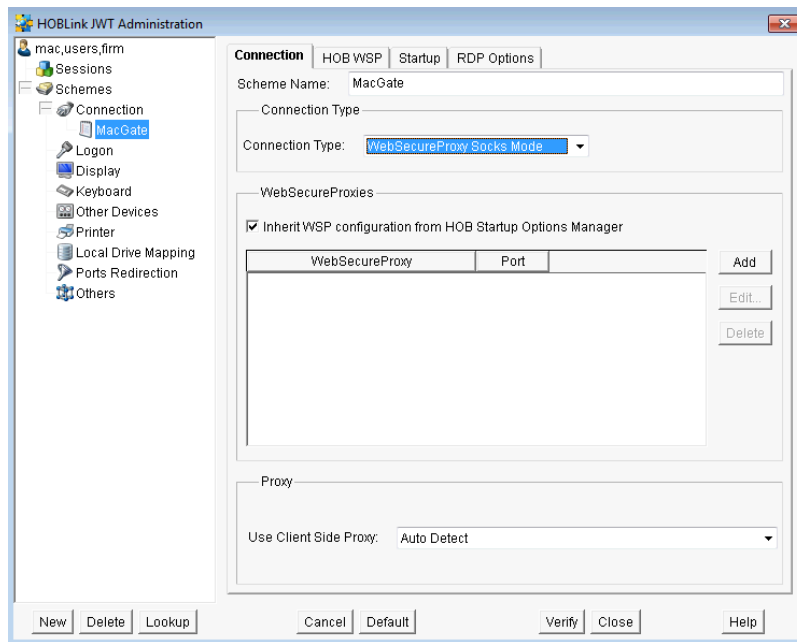 HOBLink JWT Administration
mac,users,firm
Sessions
Schemes
Connection
MacGate
Logon
Display
Keyboard
Other Devices
Printer
Local Drive Mapping
Ports Redirection
Others
Connection HOB WSP Startup RDP Options
Scheme Name: MacGate
Connection Type
Connection Type: WebSecureProxy Socks Mode
WebSecureProxies
Inherit WSP configuration from HOB Startup Options Manager
WebSecureProxy Port
Add
Edit...
Delete
Proxy
Use Client Side Proxy: Auto Detect
New Delete Lookup Cancel Default Verify Close Help